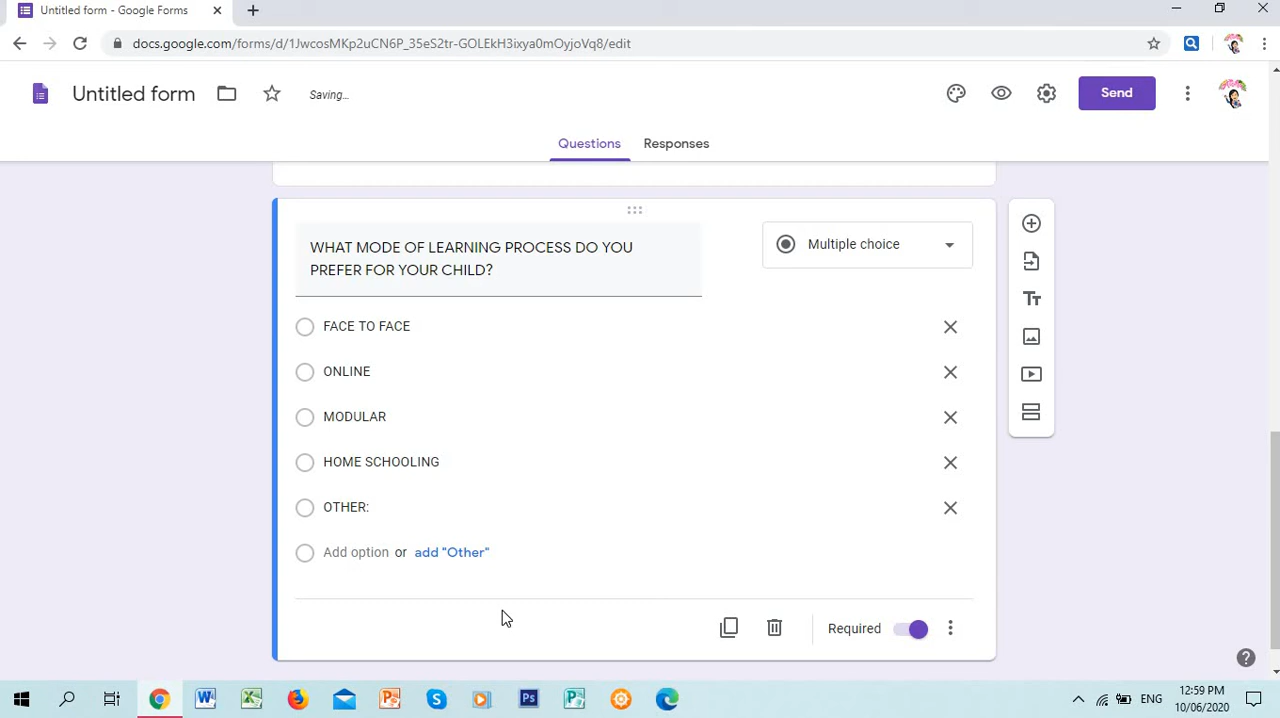 Untitled form - Google Forms
docs.google.com/forms/d/1JwcosMKp2uCN6P_35eS2tr-GOLEkH3ixya0mOyjoVq8/edit
Untitled form
Saving...
Send
Questions
Responses
WHAT MODE OF LEARNING PROCESS DO YOU
PREFER FOR YOUR CHILD?
Multiple choice
FACE TO FACE
ONLINE
MODULAR
HOME SCHOOLING
OTHER:
Add option or add "Other"
Required
ENG
12:59 PM
10/06/2020